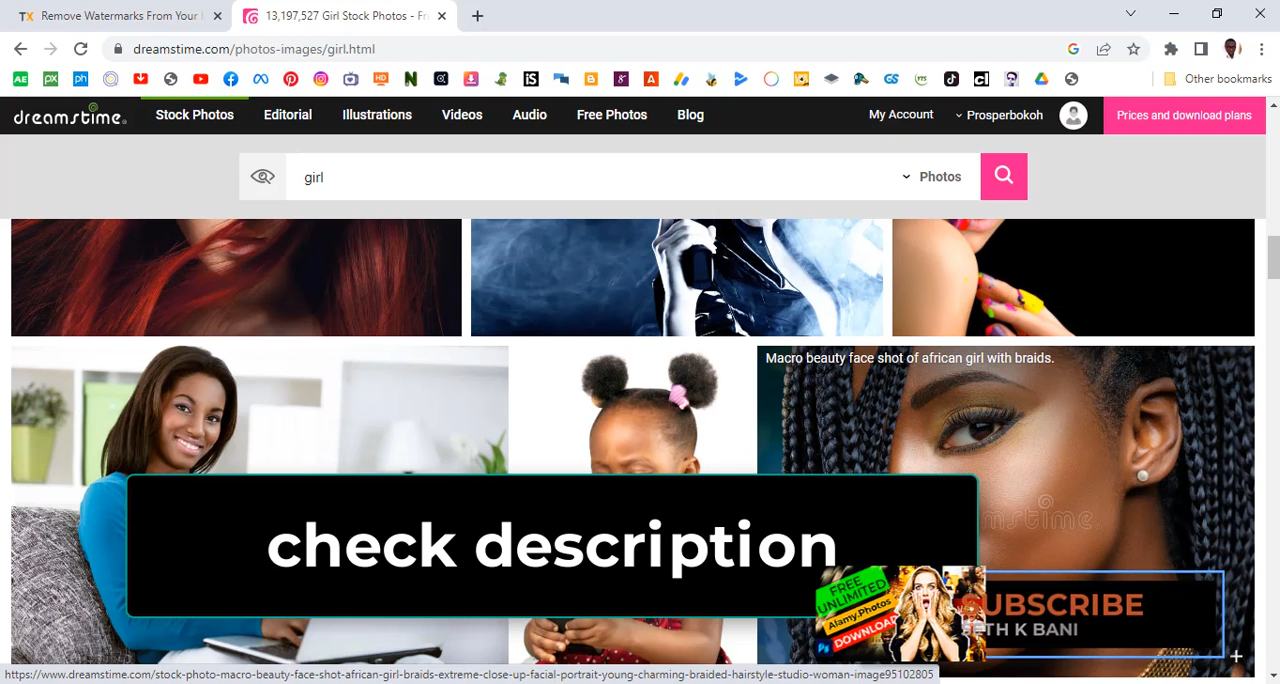 TX Remove Watermarks From Your
13,197,527 Girl Stock Photos - Fr
dreamstime.com/photos-images/girl.html
Other bookmarks
dreamstime
Stock Photos
Editorial
Illustrations
Videos
Audio
Free Photos
Blog
My Account
Prosperbokoh
Prices and download plans
girl
Photos
Macro beauty face shot of african girl with braids.
check description
FREE
UNLIMITED
Alamy.Photos
DOWNLOAD
SUBSCRIBE
SETH K BANI
https://www.dreamstime.com/stock-photo-macro-beauty-face-shot-african-girl-braids-extreme-close-up-facial-portrait-young-charming-braided-hairstyle-studio-woman-image95102805